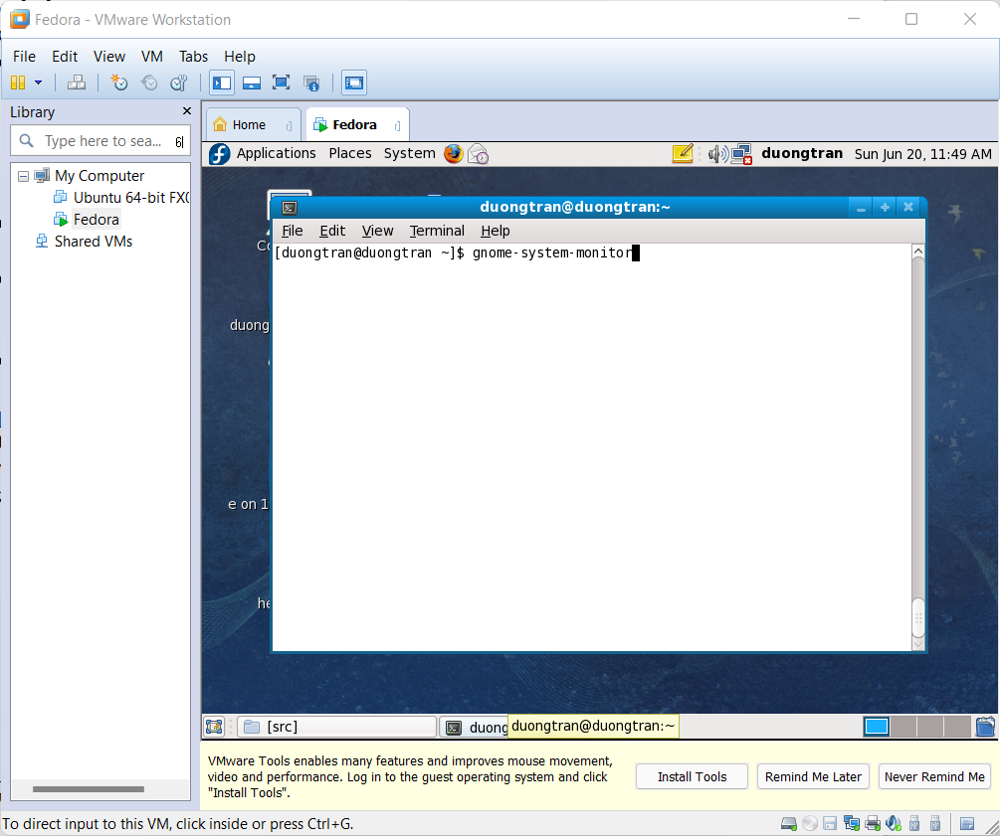 Fedora - VMware Workstation
File Edit View VM Tabs Help
Library
Type here to sea...
Home
Fedora
My Computer
Ubuntu 64-bit FX(
Fedora
Shared VMs
Applications Places System
duongtran Sun Jun 20, 11:49 AM
duongtran@duongtran:~
File Edit View Terminal Help
[duongtran@duongtran ~]$ gnome-system-monitor
duong
e on 1
he
[src]
duong
duongtran@duongtran:~
VMware Tools enables many features and improves mouse movement,
video and performance. Log in to the guest operating system and click
"Install Tools".
Install Tools
Remind Me Later
Never Remind Me
To direct input to this VM, click inside or press Ctrl+G.